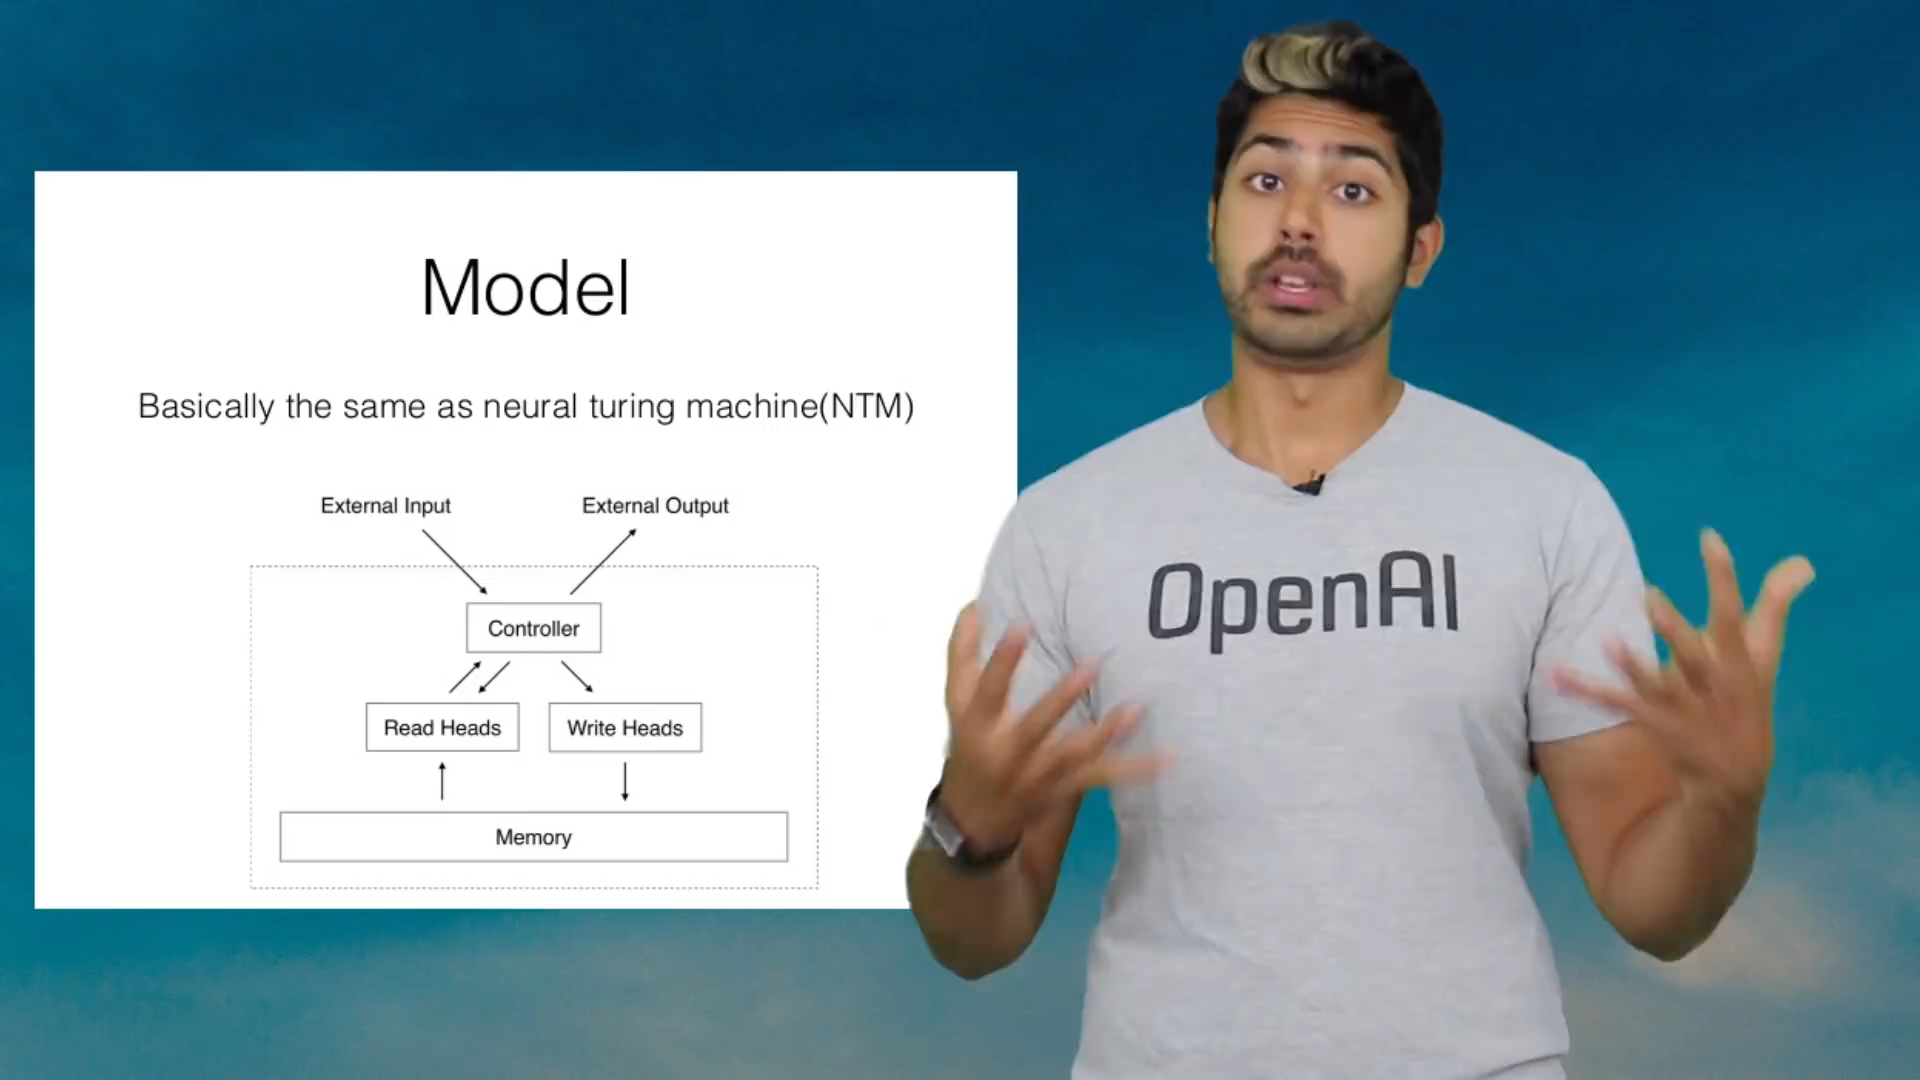 Model
Basically the same as neural turing machine(NTM)
External Input
External Output
Controller
Read Heads
Write Heads
Memory
OpenAI